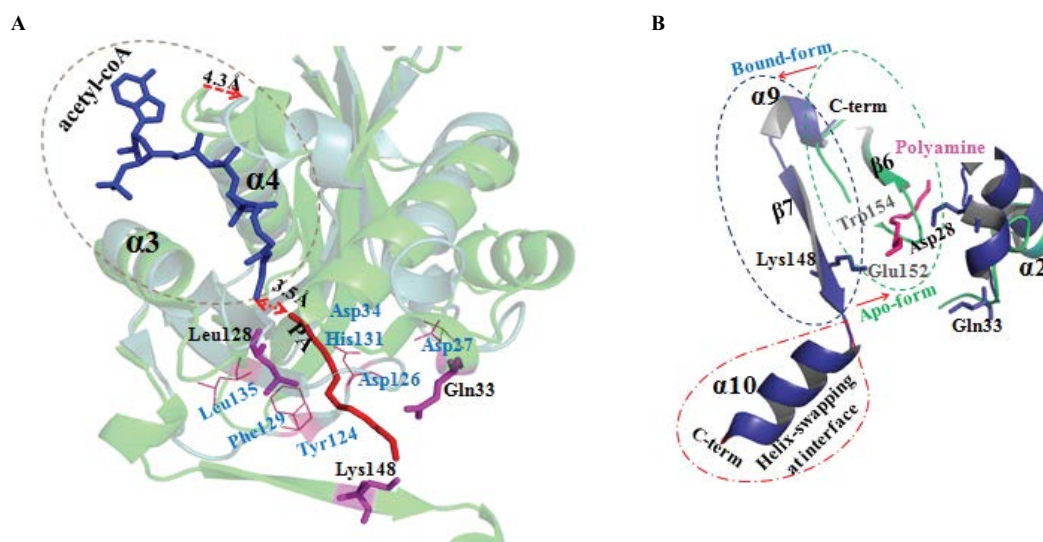 A
acetyl-coA
4.3Å
α4
α3
3.5Å
PA
Leu128
Asp34
His131
Asp27
Asp126
Gln33
Leu135
Phe129
Tyr124
Lys148
B
Bound-form
α9
C-term
Polyamine
β6
β7
Trp154
Asp28
Lys148
Glu152
α2
Apo-form
Gln33
α10
C-term
Helix-swapping
at interface